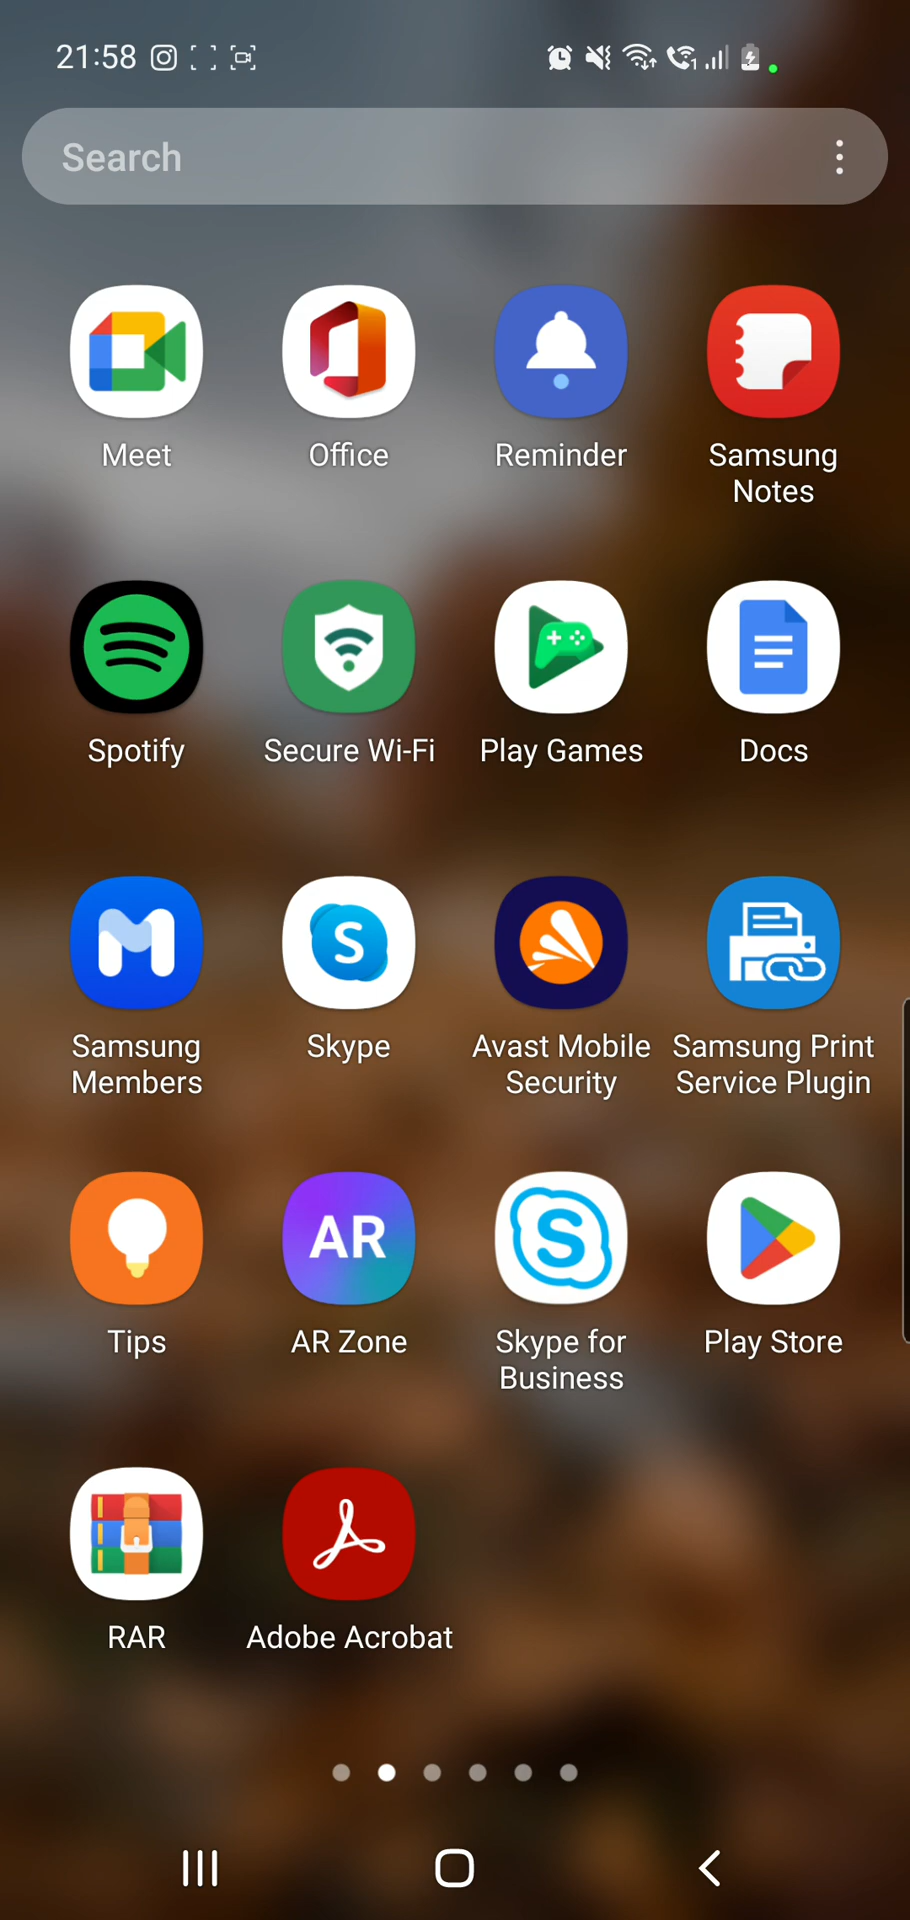 21:58
Search
Meet
Office
Reminder
Samsung
Notes
Spotify
Secure Wi-Fi
Play Games
Docs
Samsung
Members
S
Skype
Avast Mobile
Security
Samsung Print
Service Plugin
Tips
AR
AR Zone
S
Skype for
Business
Play Store
RAR
Adobe Acrobat